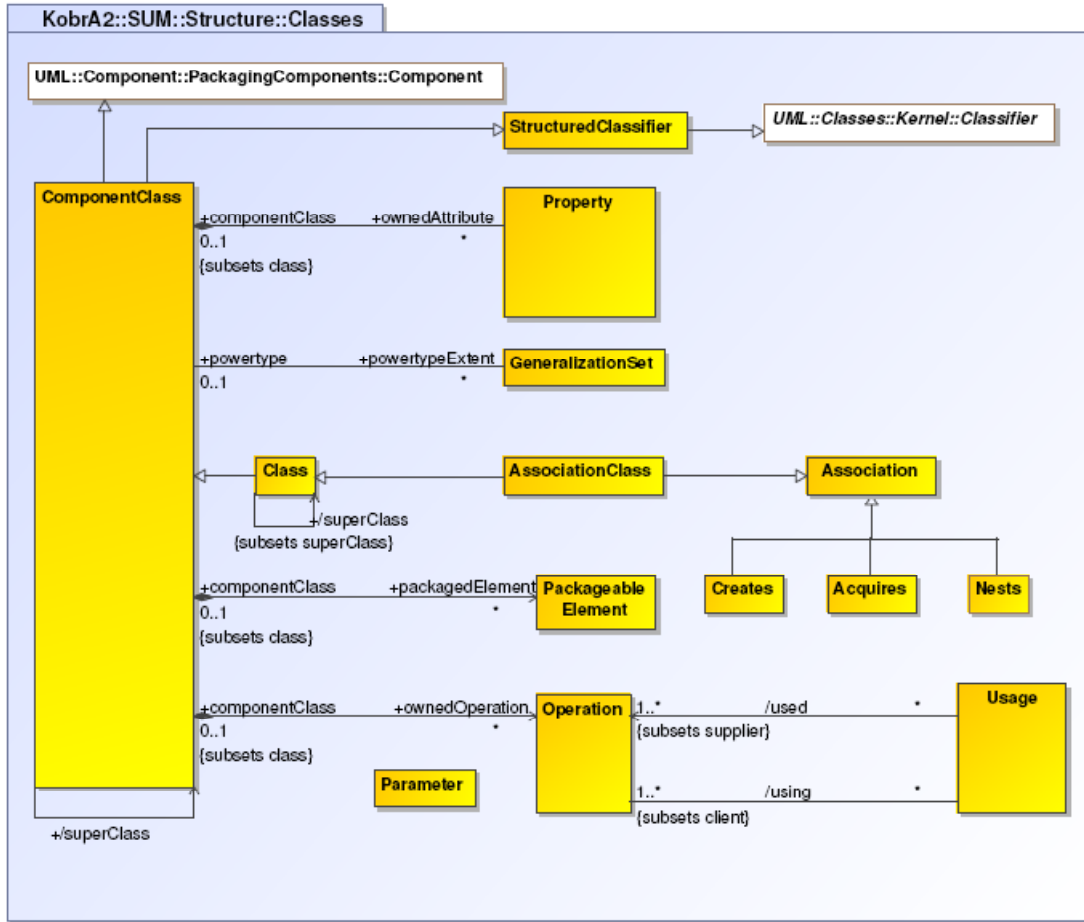 KobrA2::SUM::Structure::Classes
UML::Component::PackagingComponents::Component
StructuredClassifier
UML::Classes::Kernel::Classifier
ComponentClass
+componentClass
+ownedAttribute
0..1
*
{subsets class}
Property
+powertype
+powertypeExtent
0..1
*
GeneralizationSet
Class
AssociationClass
Association
+/superClass
{subsets superClass}
+componentClass
+packagedElement
0..1
*
{subsets class}
Packageable
Element
Creates
Acquires
Nests
+componentClass
+ownedOperation
0..1
*
{subsets class}
Operation
1..*
/used
*
{subsets supplier}
Usage
Parameter
1..*
/using
*
{subsets client}
+/superClass